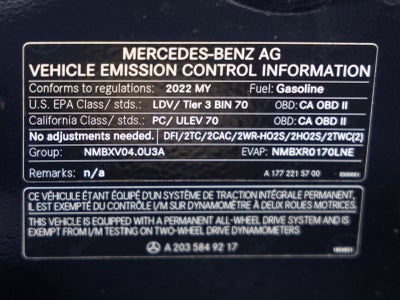 MERCEDES-BENZ AG
VEHICLE EMISSION CONTROL INFORMATION
Conforms to regulations: 2022 MY Fuel: Gasoline
U.S. EPA Class/ stds.: LDV/ Tier 3 BIN 70 OBD: CA OBD II
California Class/ stds.: PC/ ULEV 70 OBD: CA OBD II
No adjustments needed. DFI/2TC/2CAC/2WR-HO2S/2HO2S/2TWC(2)
Group: NMBXV04.0U3A EVAP: NMBXR0170LNE
Remarks: n/a A 177 221 57 00
CE VÉHICULE ÉTANT ÉQUIPÉ D'UN SYSTÈME DE TRACTION INTÉGRALE PERMANENT,
IL EST EXEMPTÉ DU CONTRÔLE I/M SUR DYNAMOMÈTRE À DEUX ROUES MOTRICES.
THIS VEHICLE IS EQUIPPED WITH A PERMANENT ALL-WHEEL DRIVE SYSTEM AND IS
EXEMPT FROM I/M TESTING ON TWO-WHEEL DRIVE DYNAMOMETERS
A 203 584 92 17